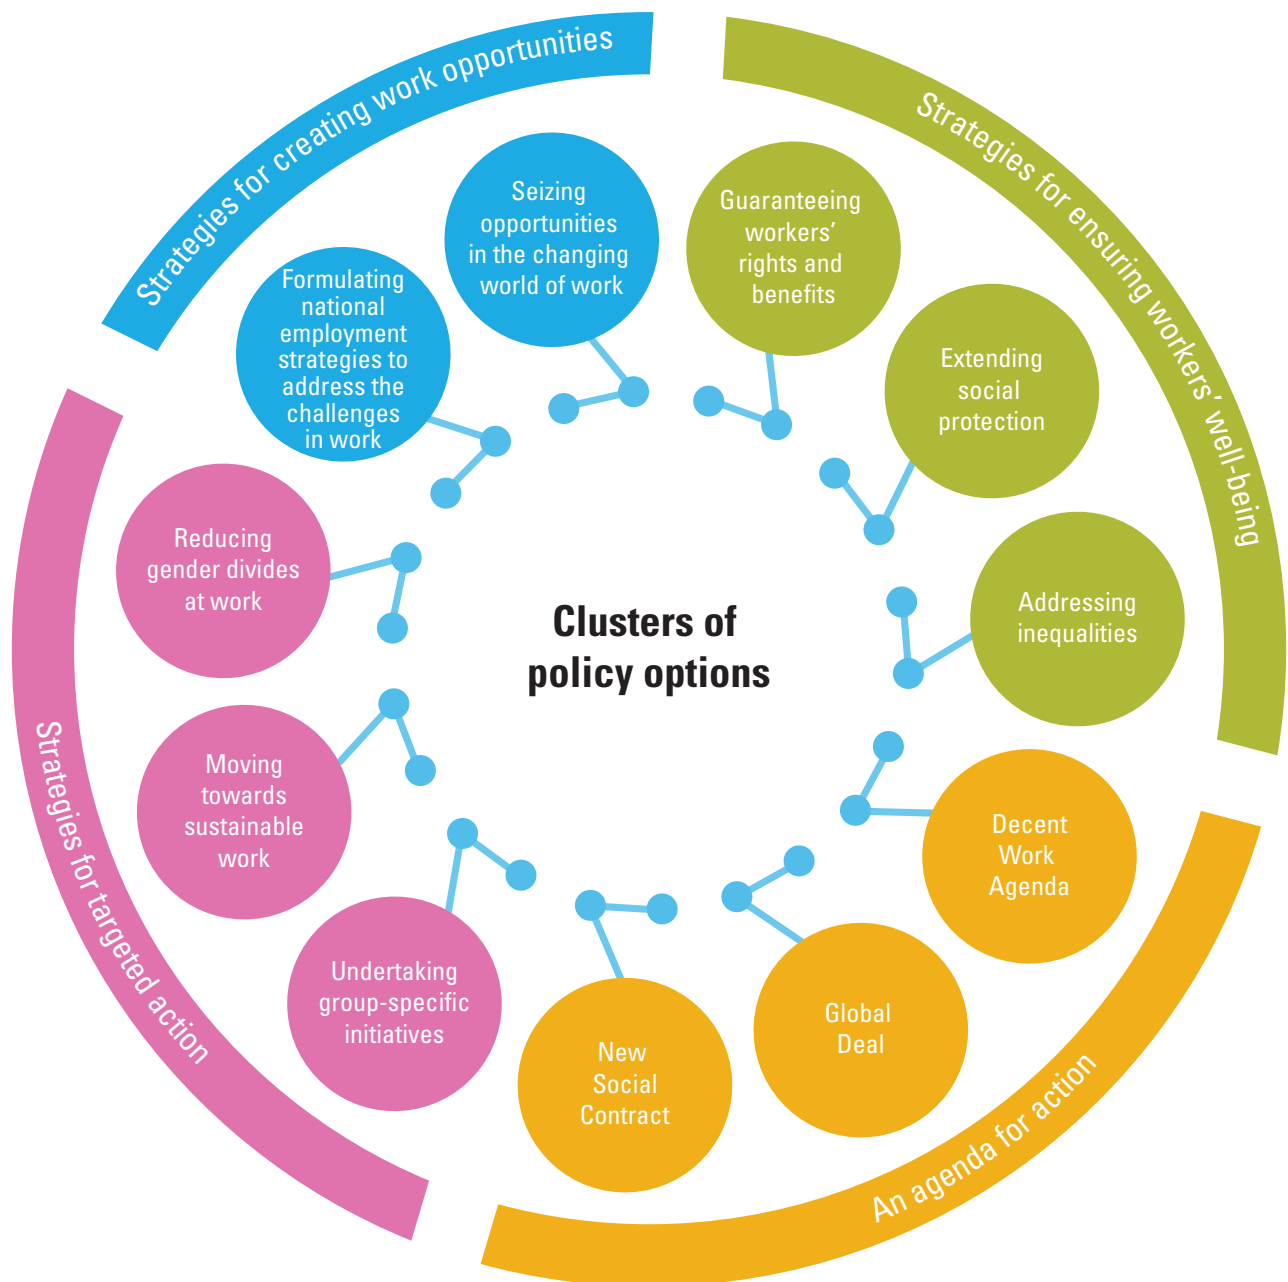 Strategies for creating work opportunities
Formulating
national
employment
strategies to
address the
challenges
in work
Seizing
opportunities
in the changing
world of work
Strategies for ensuring workers’ well-being
Guaranteeing
workers’
rights and
benefits
Extending
social
protection
Addressing
inequalities
Clusters of
policy options
An agenda for action
Decent
Work
Agenda
Global
Deal
New
Social
Contract
Strategies for targeted action
Reducing
gender divides
at work
Moving
towards
sustainable
work
Undertaking
group-specific
initiatives